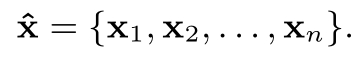 x̂ = {x₁, x₂, . . . , xₙ}.